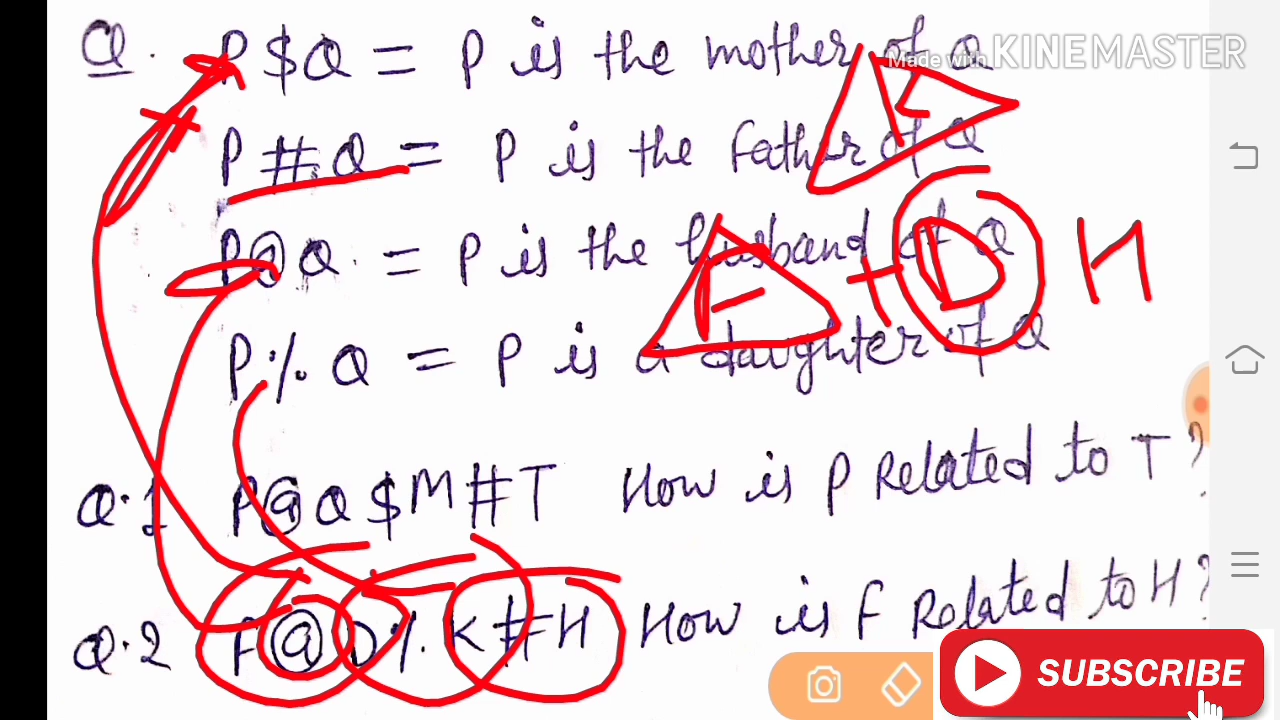 Q. P $ Q = P is the mother of Q
Made with KINEMASTER
P # Q = P is the father of Q
K
P @ Q = P is the husband of Q
F + D H
P % Q = P is a daughter of Q
Q.1 P @ Q $ M # T How is P Related to T?
Q.2 F @ D % K # H How is F Related to H?
SUBSCRIBE